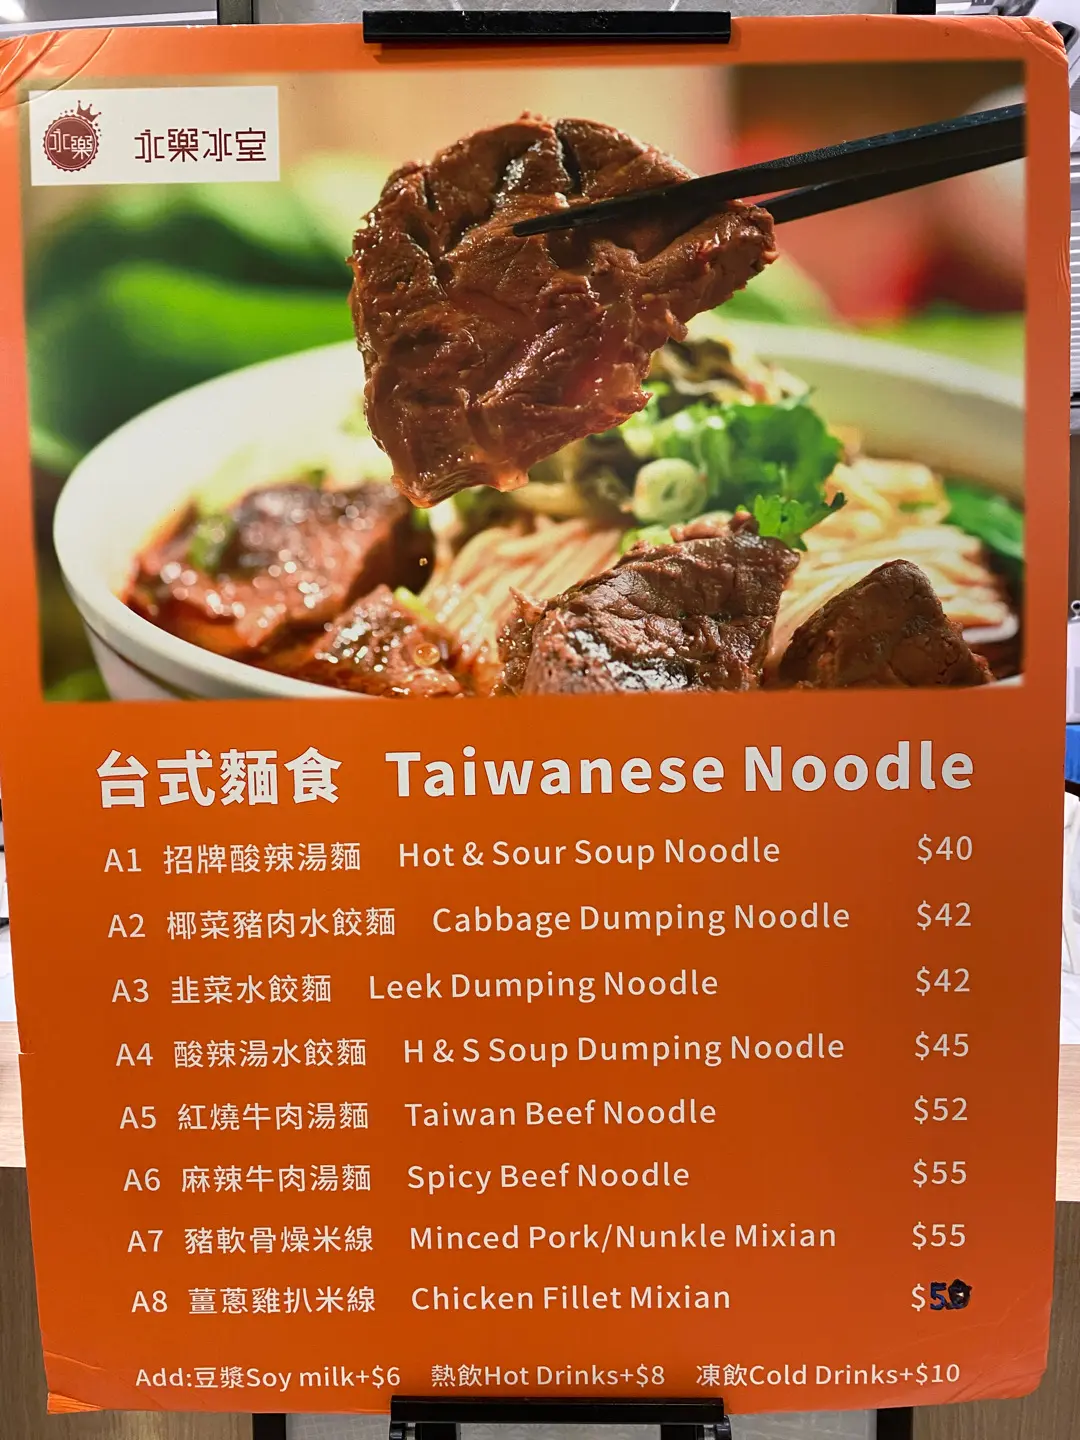 永樂 永樂冰室
台式麵食 Taiwanese Noodle
A1 招牌酸辣湯麵 Hot & Sour Soup Noodle $40
A2 椰菜豬肉水餃麵 Cabbage Dumping Noodle $42
A3 韭菜水餃麵 Leek Dumping Noodle $42
A4 酸辣湯水餃麵 H & S Soup Dumping Noodle $45
A5 紅燒牛肉湯麵 Taiwan Beef Noodle $52
A6 麻辣牛肉湯麵 Spicy Beef Noodle $55
A7 豬軟骨燥米線 Minced Pork/Nunkle Mixian $55
A8 薑蔥雞扒米線 Chicken Fillet Mixian $50
Add:豆漿Soy milk+$6 熱飲Hot Drinks+$8 凍飲Cold Drinks+$10